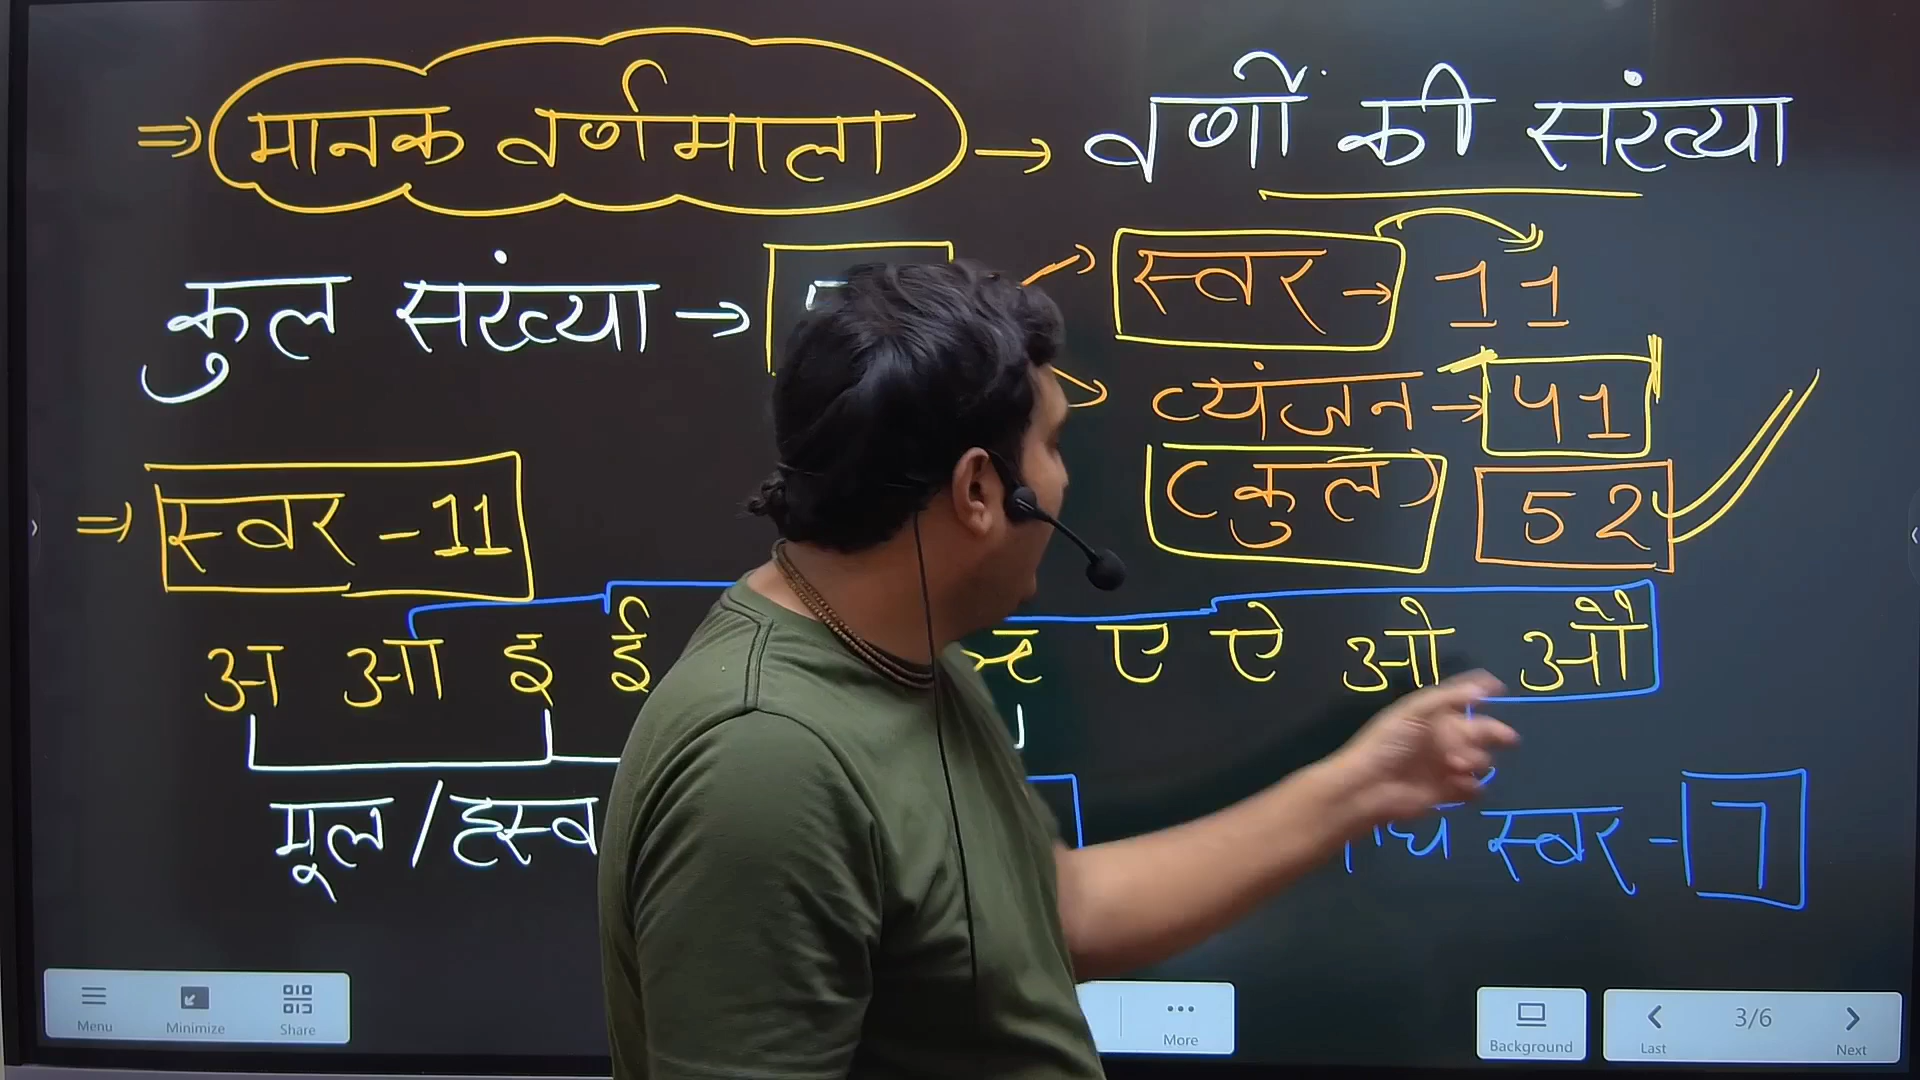 ⇒ मानक वर्णमाला → वर्णों की संख्या
कुल संख्या →
स्वर → 11
व्यंजन → 41
(कुल) 52
⇒ स्वर - 11
अ आ इ ई ए ऐ ओ औ
मूल / हस्व
स्वर - 7
Menu Minimize Share More Background Last 3/6 Next